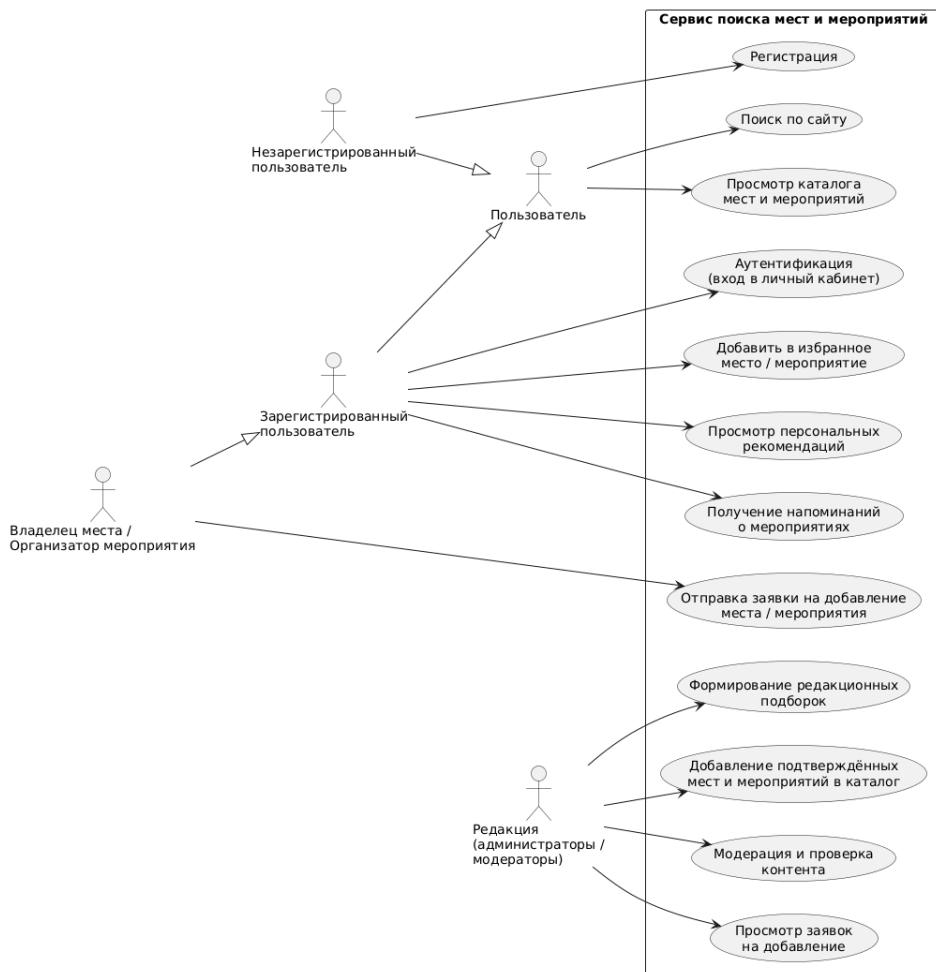 Сервис поиска мест и мероприятий
Регистрация
Незарегистрированный
пользователь
Поиск по сайту
Пользователь
Просмотр каталога
мест и мероприятий
Аутентификация
(вход в личный кабинет)
Добавить в избранное
место / мероприятие
Зарегистрированный
пользователь
Просмотр персональных
рекомендаций
Получение напоминаний
о мероприятиях
Владелец места /
Организатор мероприятия
Отправка заявки на добавление
места / мероприятия
Формирование редакционных
подборок
Добавление подтверждённых
мест и мероприятий в каталог
Редакция
(администраторы /
модераторы)
Модерация и проверка
контента
Просмотр заявок
на добавление